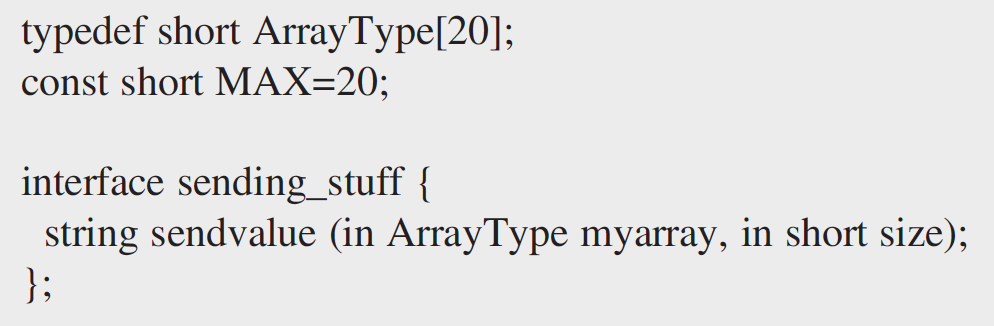 typedef short ArrayType[20];
const short MAX=20;
interface sending_stuff {
string sendvalue (in ArrayType myarray, in short size);
};